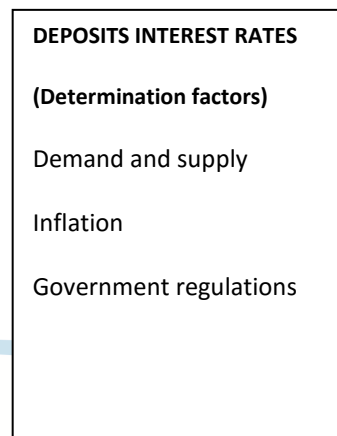 DEPOSITS INTEREST RATES
(Determination factors)
Demand and supply
Inflation
Government regulations